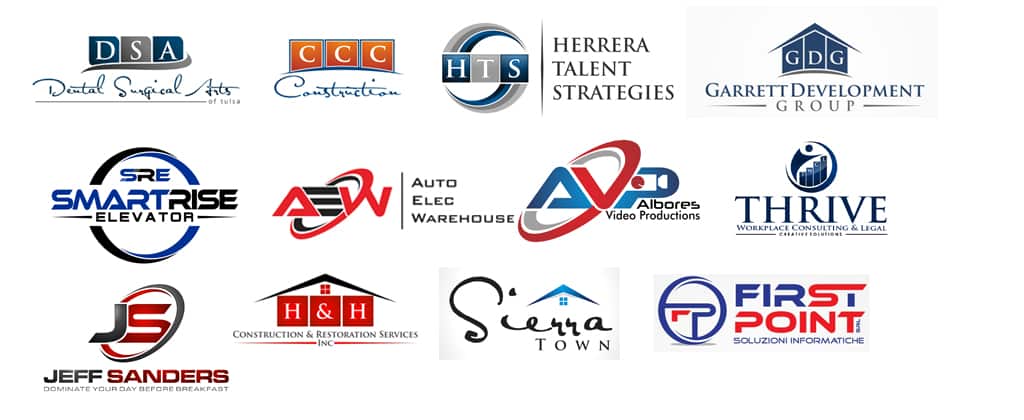 DSA
Dental Surgical Arts
of tulsa
CCC
Construction
HTS
HERRERA
TALENT
STRATEGIES
GDG
GARRETT DEVELOPMENT
GROUP
SRE
SMARTRISE
ELEVATOR
AEW
AUTO
ELEC
WAREHOUSE
AVP
Albores
Video Productions
THRIVE
WORKPLACE CONSULTING & LEGAL
CREATIVE SOLUTIONS
JS
JEFF SANDERS
DOMINATE YOUR DAY BEFORE BREAKFAST
H&H
CONSTRUCTION & RESTORATION SERVICES
INC
Sierra
TOWN
FP
FIRST
POINT
SRL
SOLUZIONI INFORMATICHE